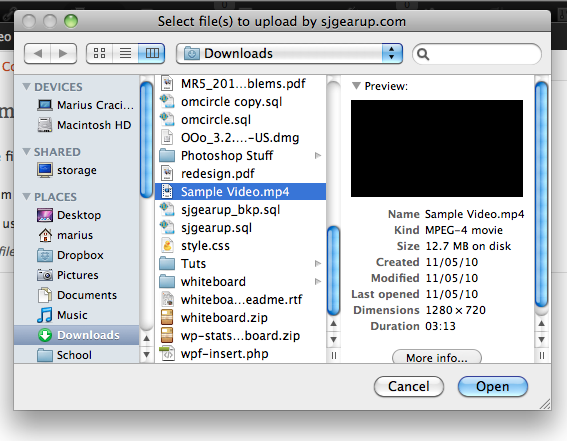 Select file(s) to upload by sjgearup.com
Downloads
DEVICES
Marius Craci...
Macintosh HD
SHARED
storage
PLACES
Desktop
marius
Dropbox
Pictures
Documents
Music
Downloads
School
MR5_201...blems.pdf
omcircle copy.sql
omcircle.sql
OOo_3.2....-US.dmg
Photoshop Stuff
redesign.pdf
Sample Video.mp4
sjgearup_bkp.sql
sjgearup.sql
style.css
Tuts
whiteboard
whiteboa...eadme.rtf
whiteboard.zip
wp-stats...board.zip
wpf-insert.php
Preview:
Name Sample Video.mp4
Kind MPEG-4 movie
Size 12.7 MB on disk
Created 11/05/10
Modified 11/05/10
Last opened 11/05/10
Dimensions 1280 × 720
Duration 03:13
More info...
Cancel
Open